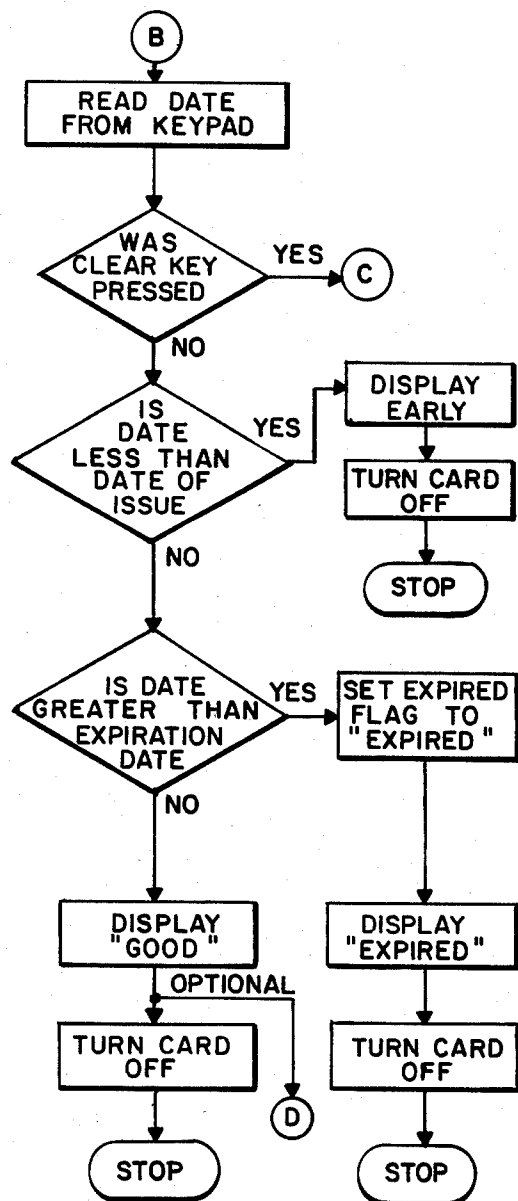 B
READ DATE
FROM KEYPAD
WAS
CLEAR KEY
PRESSED
YES
C
NO
IS
DATE
LESS THAN
DATE OF
ISSUE
YES
DISPLAY
EARLY
TURN CARD
OFF
STOP
NO
IS DATE
GREATER THAN
EXPIRATION
DATE
YES
SET EXPIRED
FLAG TO
"EXPIRED"
NO
DISPLAY
"GOOD"
OPTIONAL
TURN CARD
OFF
D
STOP
DISPLAY
"EXPIRED"
TURN CARD
OFF
STOP